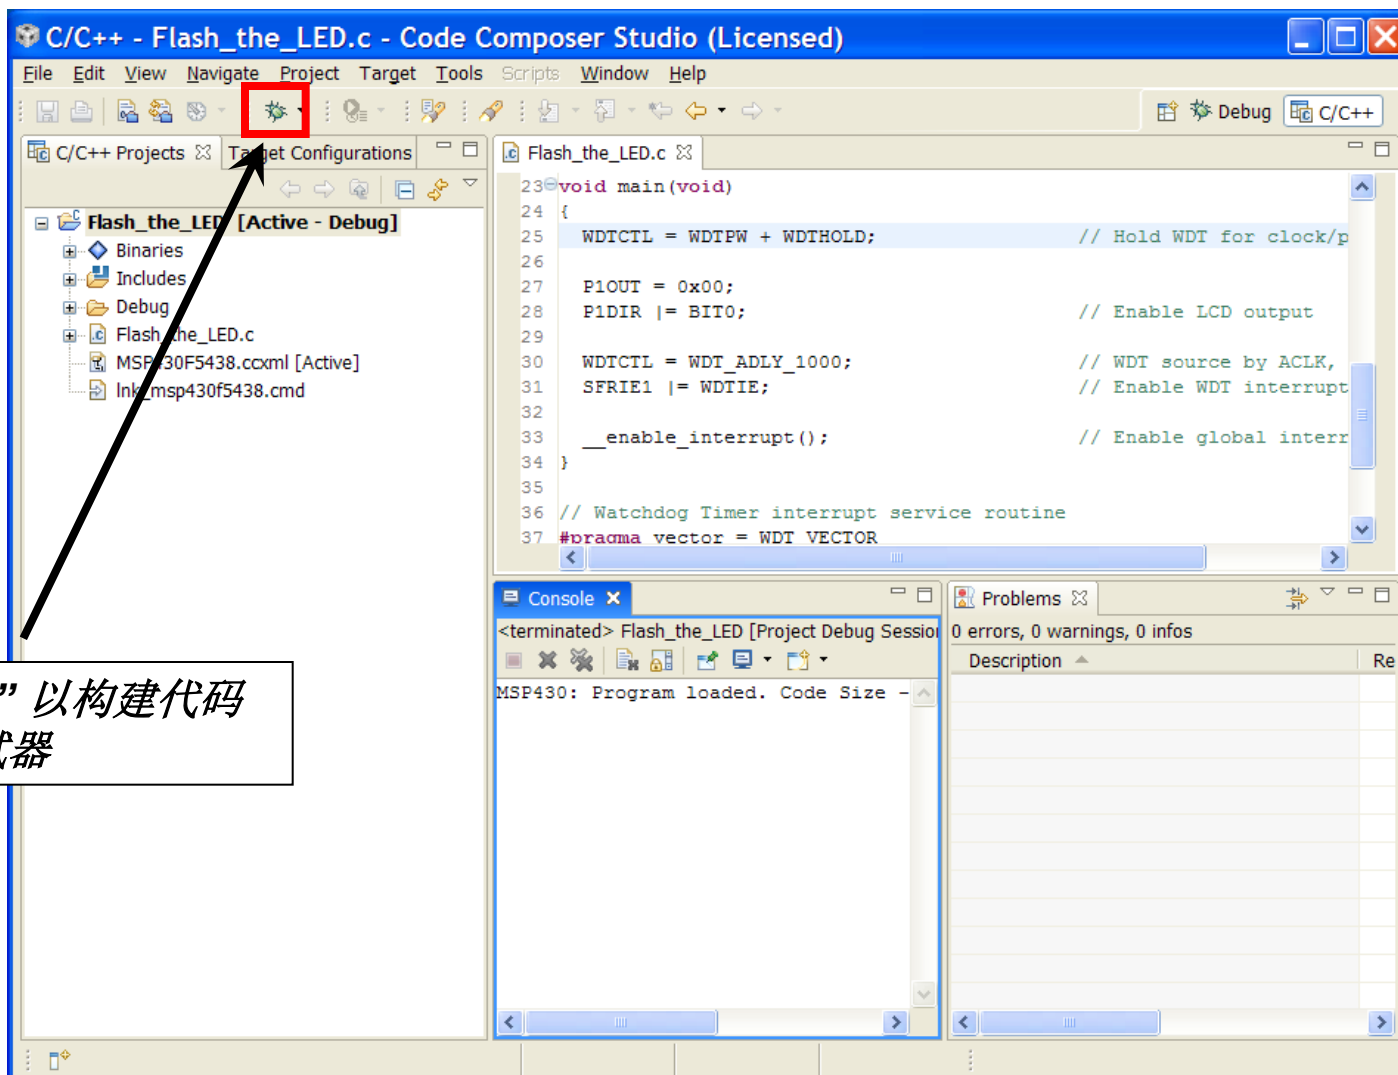 C/C++ - Flash_the_LED.c - Code Composer Studio (Licensed)
File Edit View Navigate Project Target Tools Scripts Window Help
Debug C/C++
C/C++ Projects Target Configurations
Flash_the_LED [Active - Debug]
Binaries
Includes
Debug
Flash_the_LED.c
MSP430F5438.ccxml [Active]
lnk_msp430f5438.cmd
Flash_the_LED.c
23 void main(void)
24 {
25 WDTCTL = WDTPW + WDTHOLD; // Hold WDT for clock/p
26
27 P1OUT = 0x00;
28 P1DIR |= BIT0; // Enable LCD output
29
30 WDTCTL = WDT_ADLY_1000; // WDT source by ACLK,
31 SFRIE1 |= WDTIE; // Enable WDT interrupt
32
33 __enable_interrupt(); // Enable global interr
34 }
35
36 // Watchdog Timer interrupt service routine
37 #pragma vector = WDT_VECTOR
Console
<terminated> Flash_the_LED [Project Debug Session
MSP430: Program loaded. Code Size -
Problems
0 errors, 0 warnings, 0 infos
Description Re
” 以构建代码
试器